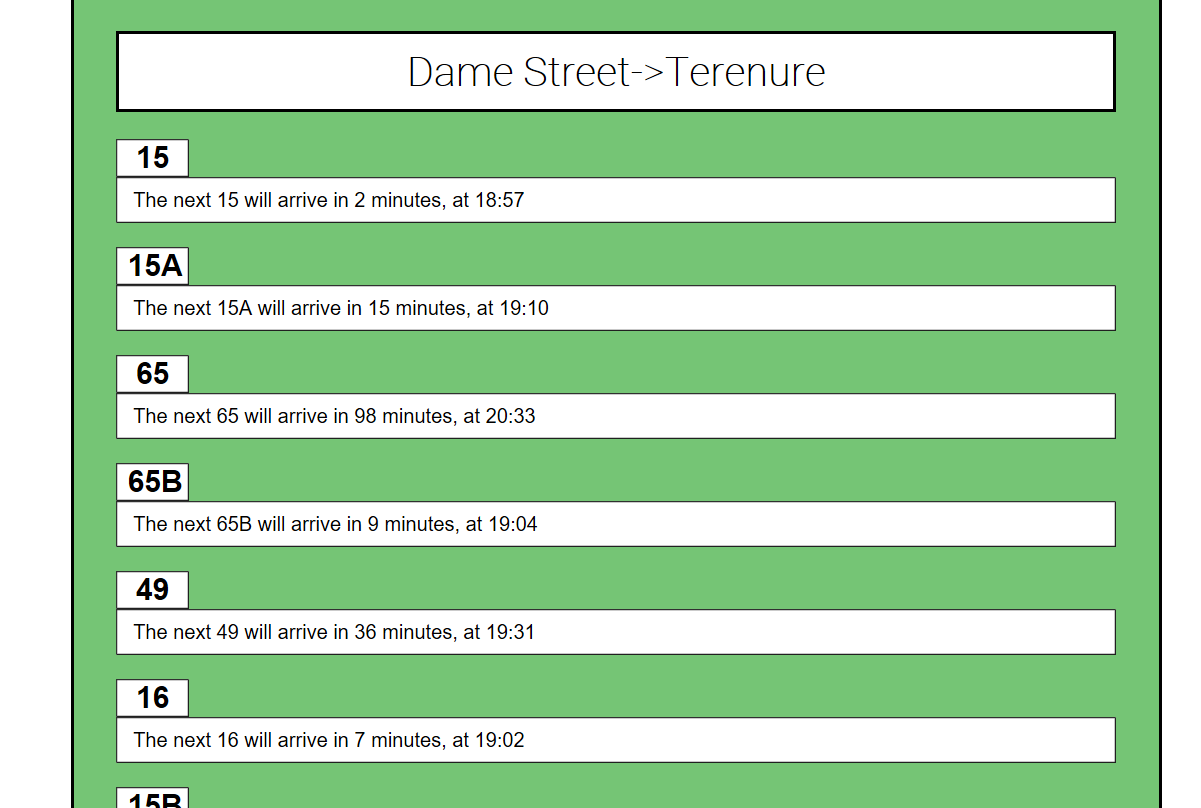 Dame Street->Terenure
15
The next 15 will arrive in 2 minutes, at 18:57
15A
The next 15A will arrive in 15 minutes, at 19:10
65
The next 65 will arrive in 98 minutes, at 20:33
65B
The next 65B will arrive in 9 minutes, at 19:04
49
The next 49 will arrive in 36 minutes, at 19:31
16
The next 16 will arrive in 7 minutes, at 19:02
15B